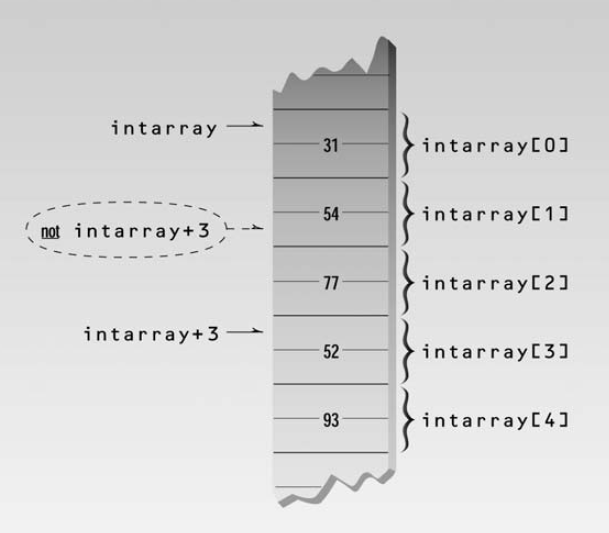 intarray
31
intarray[0]
54
intarray[1]
not intarray+3
77
intarray[2]
intarray+3
52
intarray[3]
93
intarray[4]